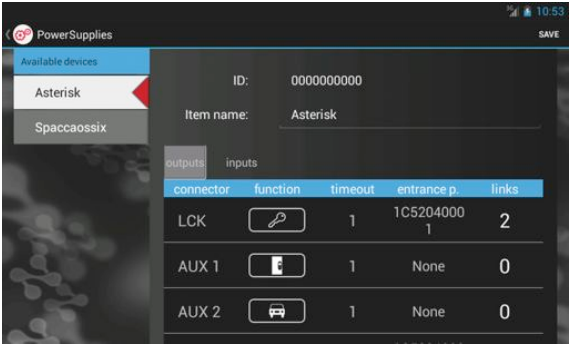 3G 10:53
PowerSupplies SAVE
Available devices
Asterisk
Spaccaossix
ID: 0000000000
Item name: Asterisk
outputs inputs
connector function timeout entrance p. links
LCK 1 1C5204000 2
1
AUX 1 1 None 0
AUX 2 1 None 0